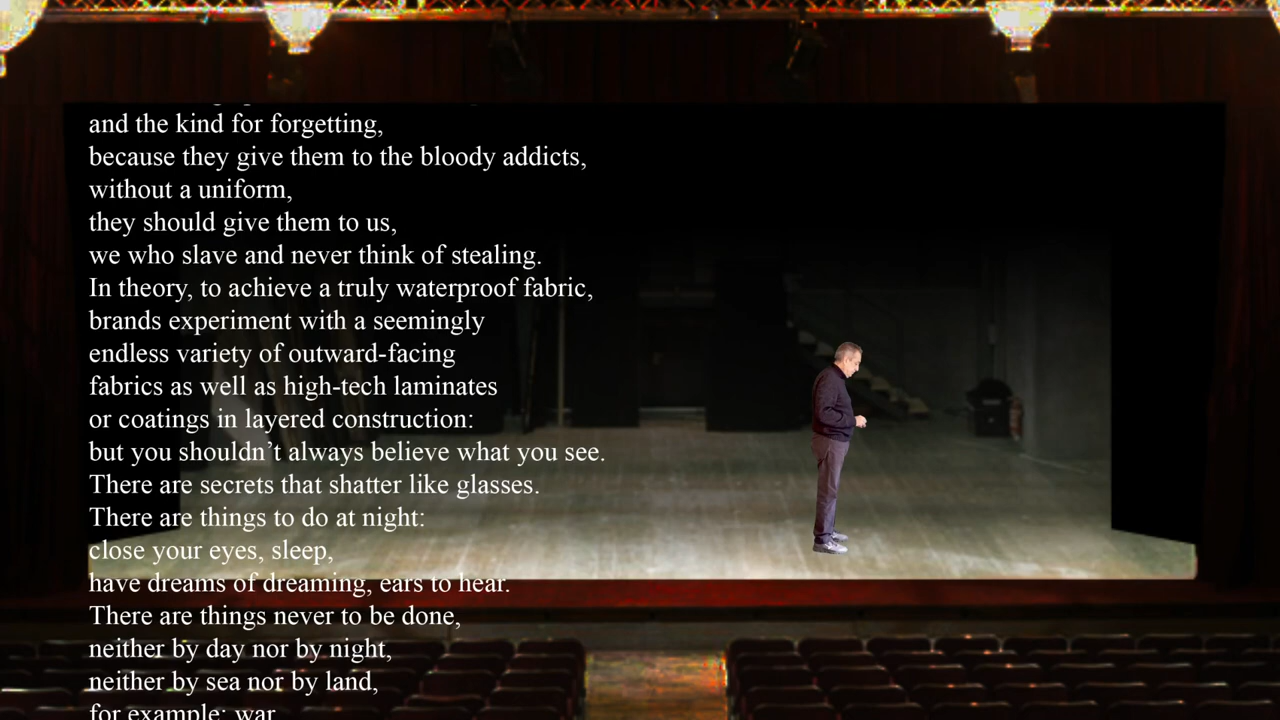 and the kind for forgetting,
because they give them to the bloody addicts,
without a uniform,
they should give them to us,
we who slave and never think of stealing.
In theory, to achieve a truly waterproof fabric,
brands experiment with a seemingly
endless variety of outward-facing
fabrics as well as high-tech laminates
or coatings in layered construction:
but you shouldn’t always believe what you see.
There are secrets that shatter like glasses.
There are things to do at night:
close your eyes, sleep,
have dreams of dreaming, ears to hear.
There are things never to be done,
neither by day nor by night,
neither by sea nor by land,
for example: war